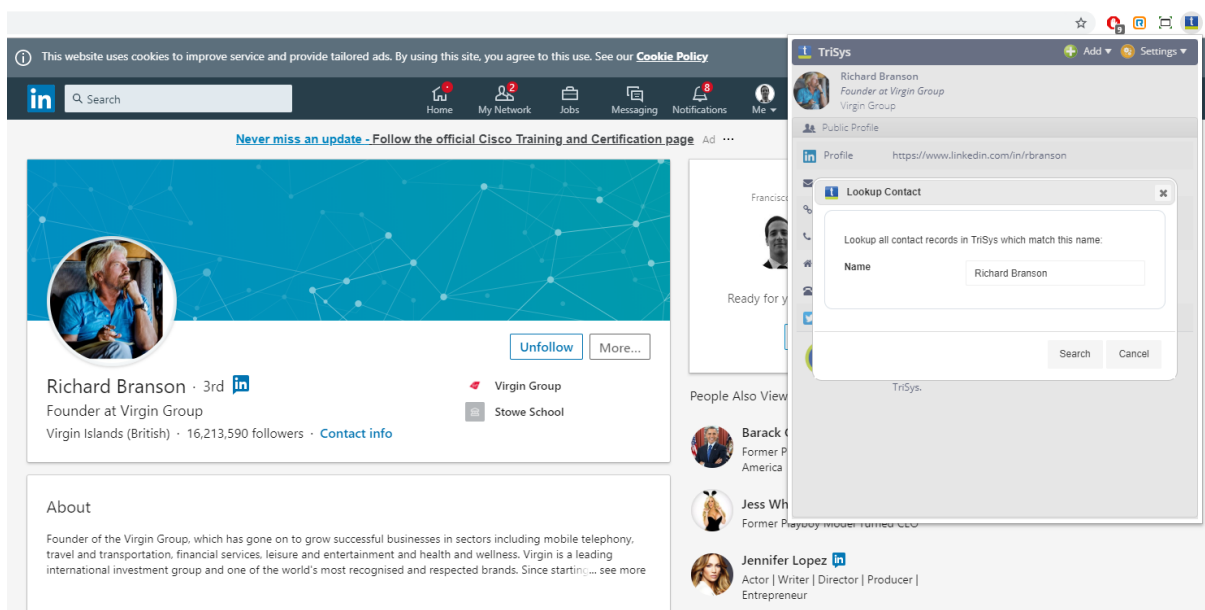 9
This website uses cookies to improve service and provide tailored ads. By using this site, you agree to this use. See our Cookie Policy
in
Search
Home
2
My Network
Jobs
Messaging
8
Notifications
Me
Never miss an update - Follow the official Cisco Training and Certification page Ad ...
Unfollow
More...
Richard Branson · 3rd in
Founder at Virgin Group
Virgin Islands (British) · 16,213,590 followers · Contact info
Virgin Group
Stowe School
About
Founder of the Virgin Group, which has gone on to grow successful businesses in sectors including mobile telephony,
travel and transportation, financial services, leisure and entertainment and health and wellness. Virgin is a leading
international investment group and one of the world's most recognised and respected brands. Since starting... see more
Ready for y
People Also View
Barack
Former P
America
Jess Wh
Former Playboy Model Turned CEO
Jennifer Lopez in
Actor | Writer | Director | Producer |
Entrepreneur
t TriSys
Add
Settings
Richard Branson
Founder at Virgin Group
Virgin Group
Public Profile
in Profile https://www.linkedin.com/in/rbranson
t Lookup Contact
Lookup all contact records in TriSys which match this name:
Name
Richard Branson
Search
Cancel
TriSys.